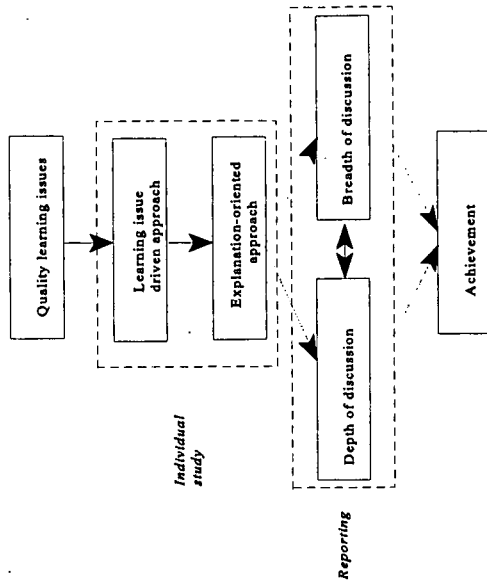 Quality learning issues
Individual
study
Learning issue
driven approach
Explanation-oriented
approach
Reporting
Depth of discussion
Breadth of discussion
Achievement